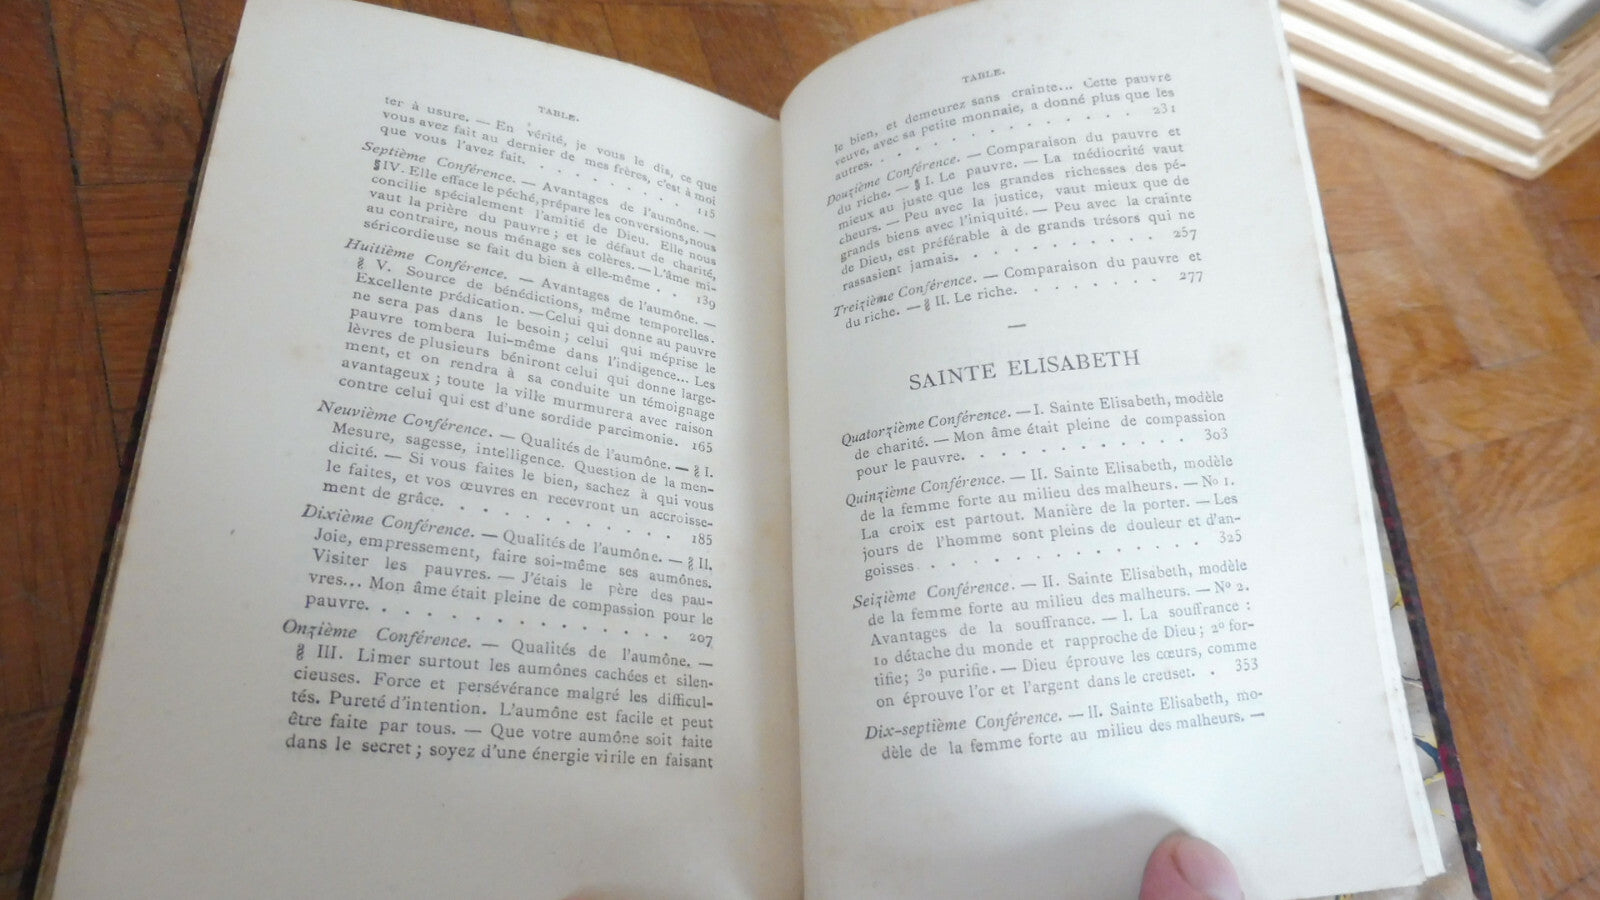 TABLE.
ter à usure. — En vérité, je vous le dis, ce que
vous avez fait au dernier de mes frères, c'est à moi
que vous l'avez fait. . . . . . . . . 115
Septième Conférence. — Avantages de l'aumône. —
§ IV. Elle efface le péché, prépare les conversions, nous
concilie spécialement l'amitié de Dieu. Elle nous
vaut la prière du pauvre ; et le défaut de charité,
au contraire, nous ménage ses colères. — L'âme mi-
séricordieuse se fait du bien à elle-même . . 139
Huitième Conférence. — Avantages de l'aumône. —
§ V. Source de bénédictions, même temporelles.
Excellente prédication. — Celui qui donne au pauvre
ne sera pas dans le besoin ; celui qui méprise le
pauvre tombera lui-même dans l'indigence... Les
lèvres de plusieurs béniront celui qui donne large-
ment, et on rendra à sa conduite un témoignage
avantageux ; toute la ville murmurera avec raison
contre celui qui est d'une sordide parcimonie. 165
Neuvième Conférence. — Qualités de l'aumône. — § I.
Mesure, sagesse, intelligence. Question de la men-
dicité. — Si vous faites le bien, sachez à qui vous
le faites, et vos œuvres en recevront un accroisse-
ment de grâce. . . . . . . . . . . 185
Dixième Conférence. — Qualités de l'aumône. — § II.
Joie, empressement, faire soi-même ses aumônes.
Visiter les pauvres. — J'étais le père des pau-
vres... Mon âme était pleine de compassion pour le
pauvre. . . . . . . . . . . . . 207
Onzième Conférence. — Qualités de l'aumône. —
§ III. Limer surtout les aumônes cachées et silen-
cieuses. Force et persévérance malgré les difficul-
tés. Pureté d'intention. L'aumône est facile et peut
être faite par tous. — Que votre aumône soit faite
dans le secret ; soyez d'une énergie virile en faisant
TABLE.
le bien, et demeurez sans crainte... Cette pauvre
veuve, avec sa petite monnaie, a donné plus que les
autres. . . . . . . . . . . . . 231
Douzième Conférence. — Comparaison du pauvre et
du riche. — § I. Le pauvre. — La médiocrité vaut
mieux au juste que les grandes richesses des pé-
cheurs. — Peu avec la justice, vaut mieux que de
grands biens avec l'iniquité. — Peu avec la crainte
de Dieu, est préférable à de grands trésors qui ne
rassasient jamais. . . . . . . . . . 257
Treizième Conférence. — Comparaison du pauvre et
du riche. — § II. Le riche. . . . . . . 277
SAINTE ELISABETH
Quatorzième Conférence. — I. Sainte Elisabeth, modèle
de charité. — Mon âme était pleine de compassion
pour le pauvre. . . . . . . . . . 303
Quinzième Conférence. — II. Sainte Elisabeth, modèle
de la femme forte au milieu des malheurs. — No 1.
La croix est partout. Manière de la porter. — Les
jours de l'homme sont pleins de douleur et d'an-
goisses . . . . . . . . . . . . 325
Seizième Conférence. — II. Sainte Elisabeth, modèle
de la femme forte au milieu des malheurs. — No 2.
Avantages de la souffrance. — I. La souffrance :
1o détache du monde et rapproche de Dieu ; 2o for-
tifie ; 3o purifie. — Dieu éprouve les cœurs, comme
on éprouve l'or et l'argent dans le creuset. . 353
Dix-septième Conférence. — II. Sainte Elisabeth, mo-
dèle de la femme forte au milieu des malheurs. —